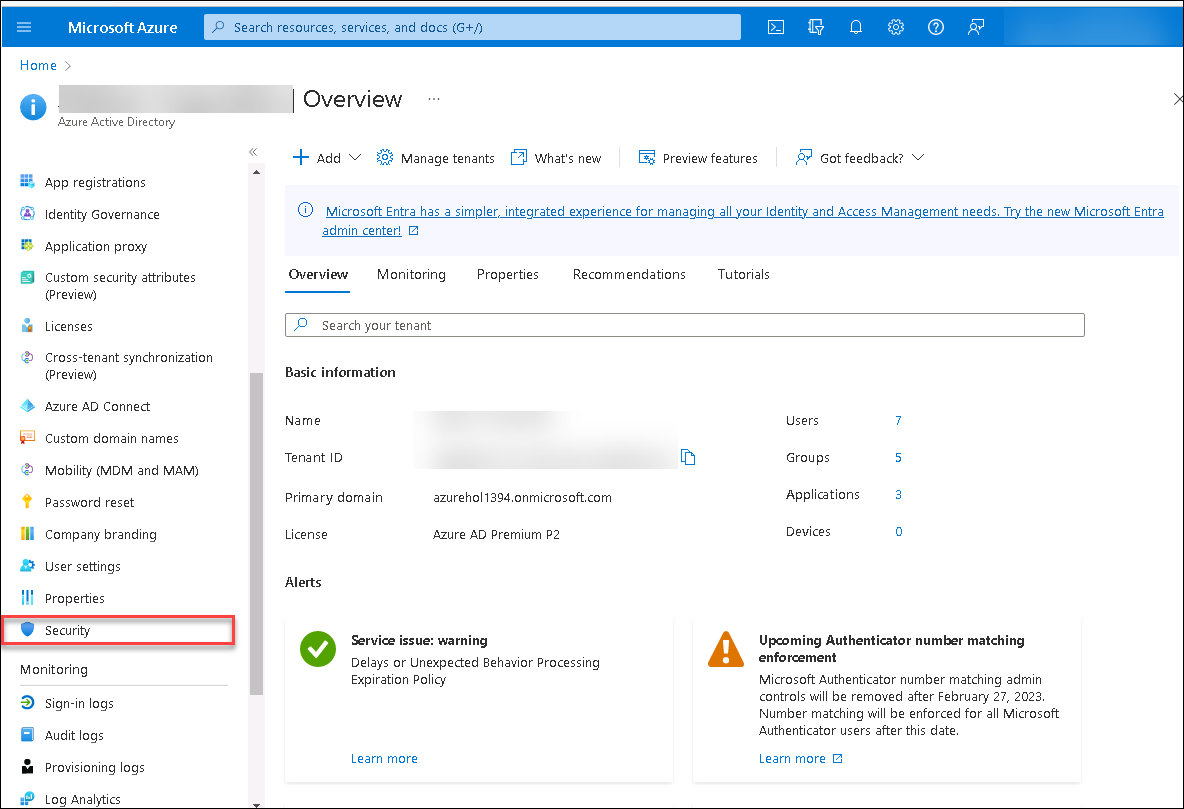 Microsoft Azure
Search resources, services, and docs (G+/)
Home
Overview
...
Azure Active Directory
«
App registrations
Identity Governance
Application proxy
Custom security attributes
(Preview)
Licenses
Cross-tenant synchronization
(Preview)
Azure AD Connect
Custom domain names
Mobility (MDM and MAM)
Password reset
Company branding
User settings
Properties
Security
Monitoring
Sign-in logs
Audit logs
Provisioning logs
Log Analytics
Add
Manage tenants
What's new
Preview features
Got feedback?
Microsoft Entra has a simpler, integrated experience for managing all your Identity and Access Management needs. Try the new Microsoft Entra
admin center!
Overview
Monitoring
Properties
Recommendations
Tutorials
Search your tenant
Basic information
Name
Users
7
Tenant ID
Groups
5
Primary domain
azurehol1394.onmicrosoft.com
Applications
3
License
Azure AD Premium P2
Devices
0
Alerts
Service issue: warning
Delays or Unexpected Behavior Processing
Expiration Policy
Learn more
Upcoming Authenticator number matching
enforcement
Microsoft Authenticator number matching admin
controls will be removed after February 27, 2023.
Number matching will be enforced for all Microsoft
Authenticator users after this date.
Learn more